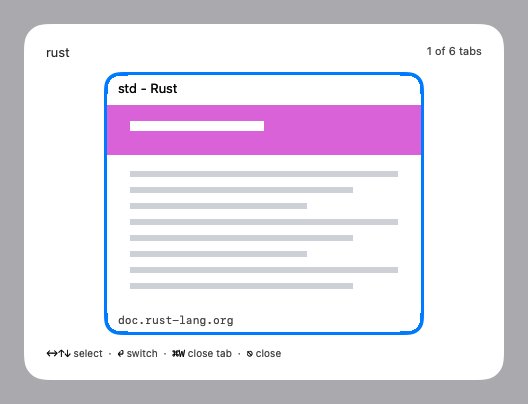 rust
1 of 6 tabs
std - Rust
doc.rust-lang.org
↔↑↓ select · ⏎ switch · ⌘W close tab · ⎋ close